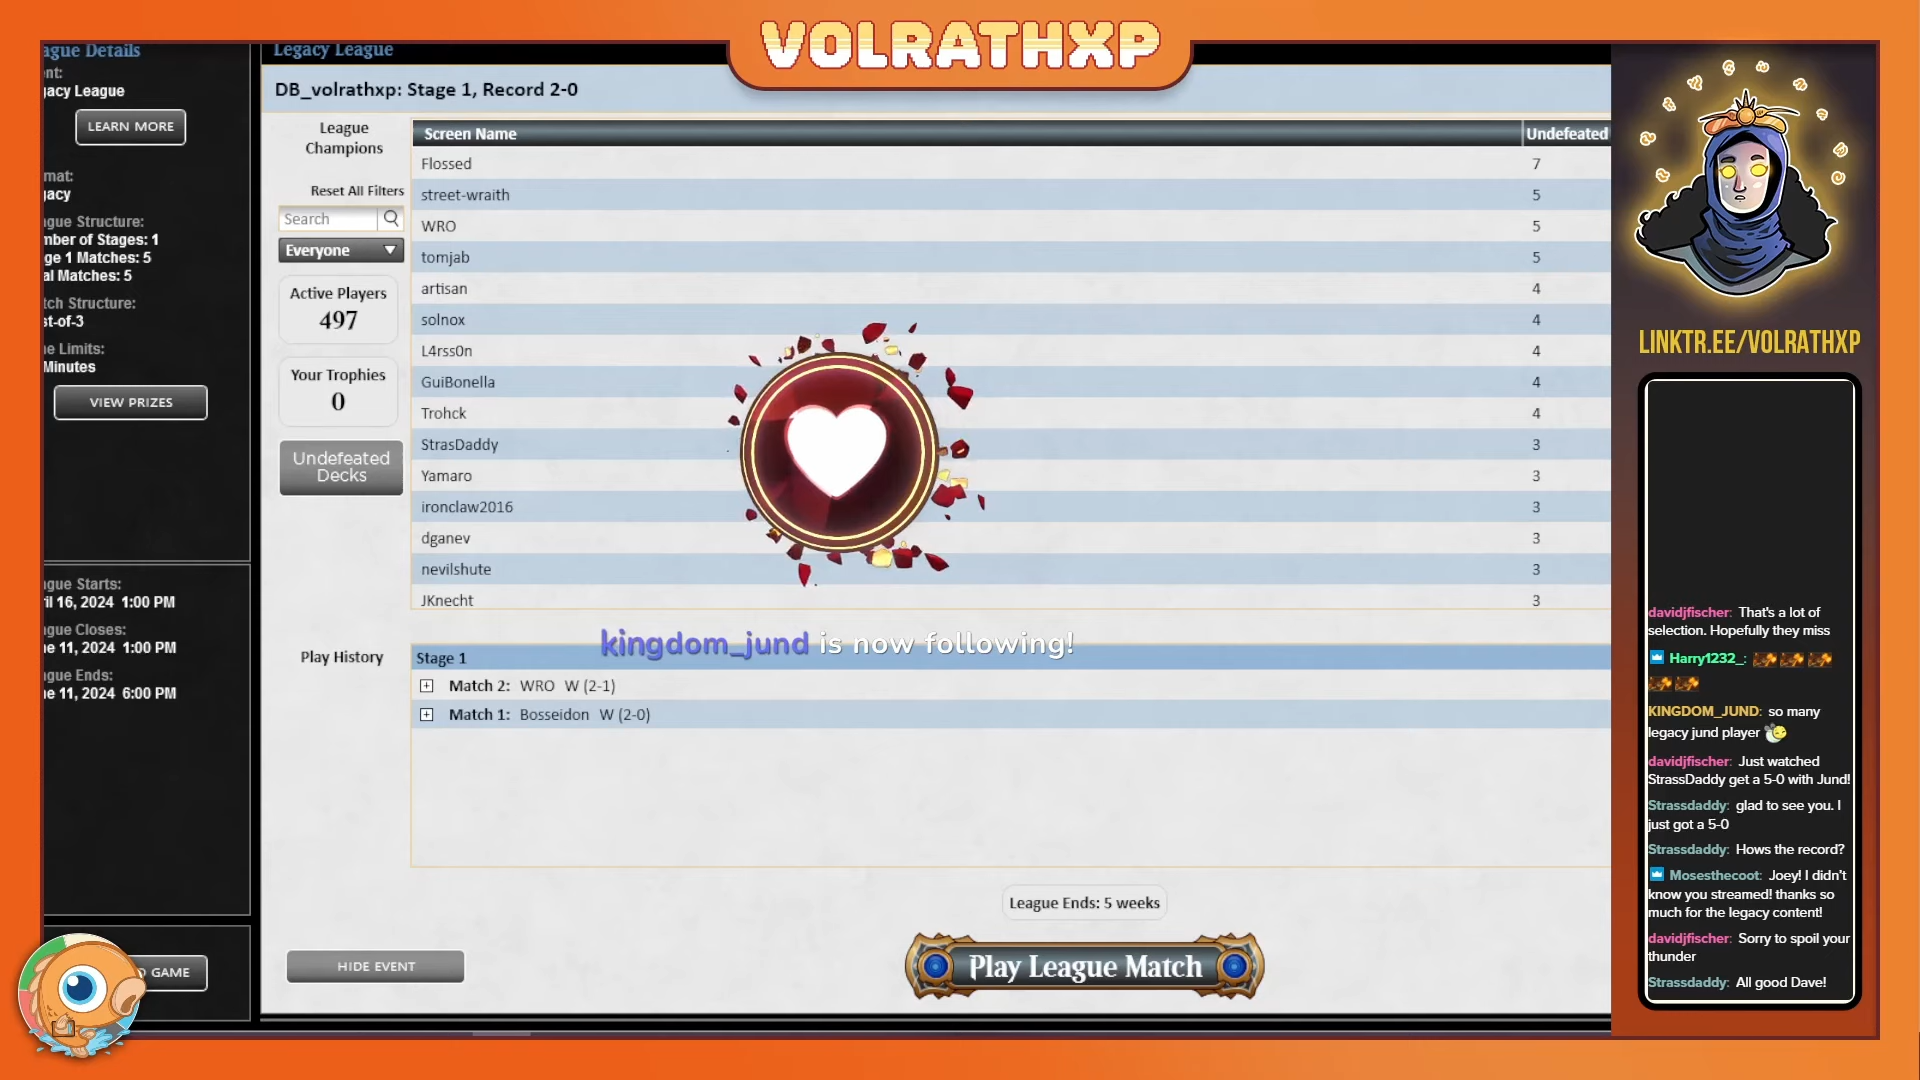 VOLRATHXP
ague Details
nt:
gacy League
LEARN MORE
mat:
gacy
ague Structure:
mber of Stages: 1
ge 1 Matches: 5
al Matches: 5
tch Structure:
st-of-3
e Limits:
Minutes
VIEW PRIZES
ague Starts:
il 16, 2024 1:00 PM
ague Closes:
e 11, 2024 1:00 PM
ague Ends:
e 11, 2024 6:00 PM
GAME
Legacy League
DB_volrathxp: Stage 1, Record 2-0
League
Champions
Reset All Filters
Search
Everyone
Active Players
497
Your Trophies
0
Undefeated
Decks
Screen Name Undefeated
Flossed 7
street-wraith 5
WRO 5
tomjab 5
artisan 4
solnox 4
L4rss0n 4
GuiBonella 4
Trohck 4
StrasDaddy 3
Yamaro 3
ironclaw2016 3
dganev 3
nevilshute 3
JKnecht 3
kingdom_jund is now following!
Play History
Stage 1
Match 2: WRO W (2-1)
Match 1: Bosseidon W (2-0)
League Ends: 5 weeks
HIDE EVENT
Play League Match
LINKTR.EE/VOLRATHXP
davidjfischer: That's a lot of
selection. Hopefully they miss
Harry1232_:
KINGDOM_JUND: so many
legacy jund player
davidjfischer: Just watched
StrassDaddy get a 5-0 with Jund!
Strassdaddy: glad to see you. I
just got a 5-0
Strassdaddy: Hows the record?
Mosesthecoot: Joey! I didn't
know you streamed! thanks so
much for the legacy content!
davidjfischer: Sorry to spoil your
thunder
Strassdaddy: All good Dave!